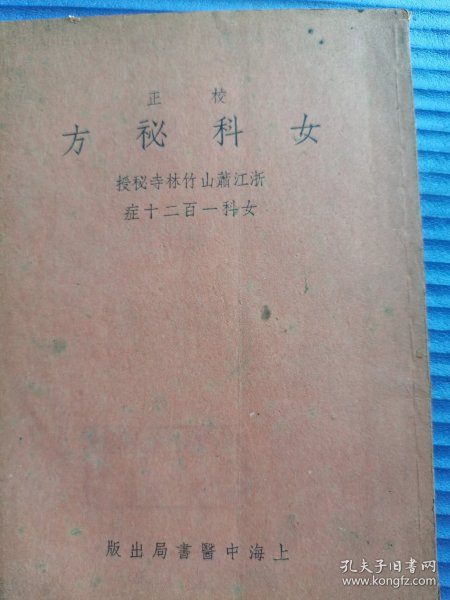 校正
女科祕方
浙江蕭山竹林寺秘授
女科一百二十症
上海中醫書局出版
孔夫子旧书网
www.kongfz.com